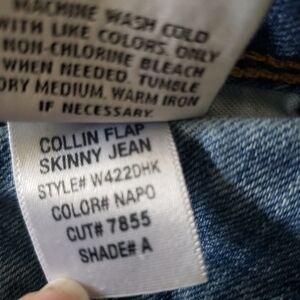 MACHINE WASH COLD
WITH LIKE COLORS. ONLY
NON-CHLORINE BLEACH
WHEN NEEDED. TUMBLE
DRY MEDIUM. WARM IRON
IF NECESSARY.
COLLIN FLAP
SKINNY JEAN
STYLE# W422DHK
COLOR# NAPO
CUT# 7855
SHADE# A